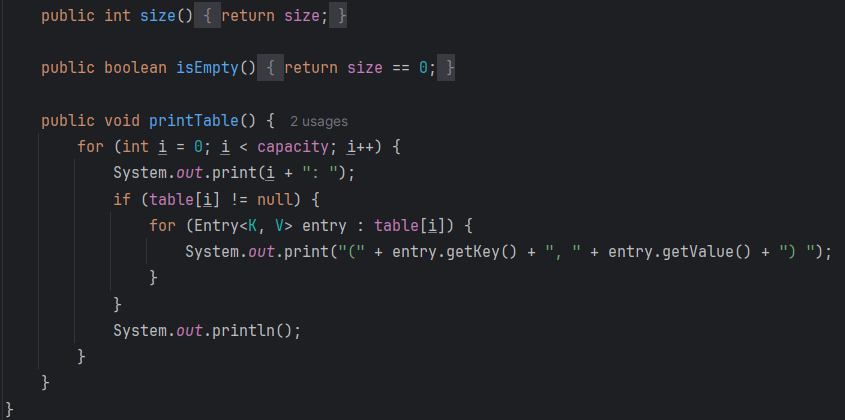 public int size() { return size; }
public boolean isEmpty() { return size == 0; }
public void printTable() { 2 usages
for (int i = 0; i < capacity; i++) {
System.out.print(i + ": ");
if (table[i] != null) {
for (Entry<K, V> entry : table[i]) {
System.out.print("(" + entry.getKey() + ", " + entry.getValue() + ") ");
}
}
System.out.println();
}
}
}